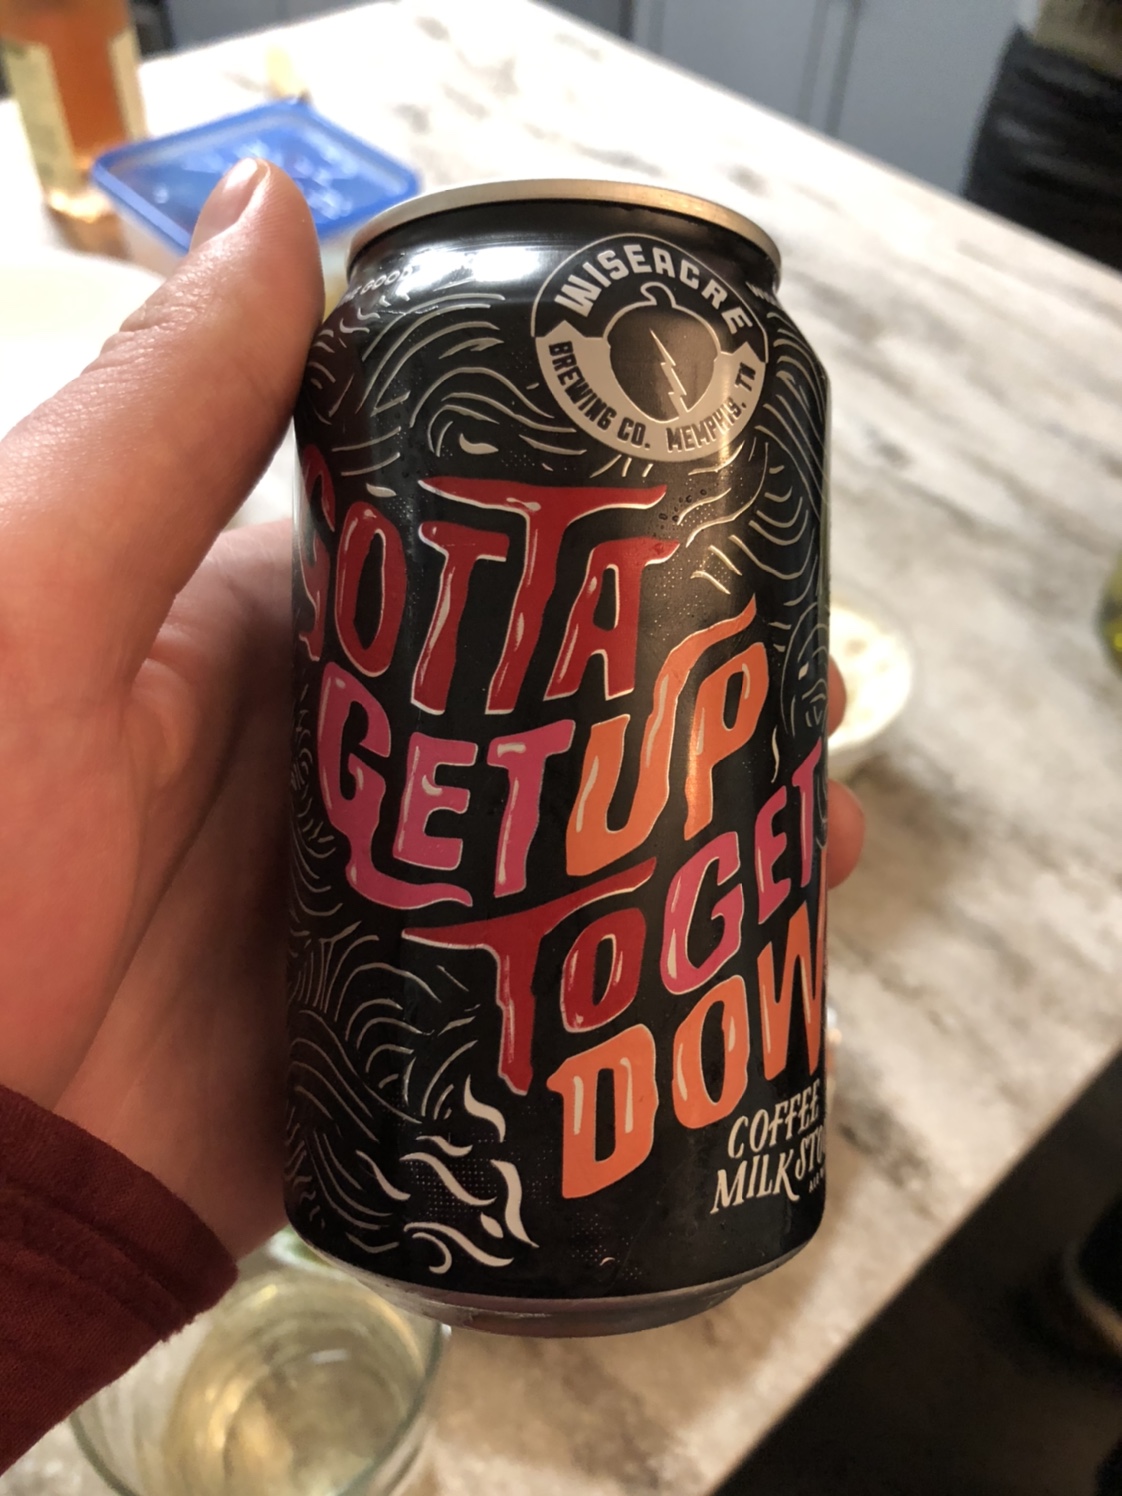 WISEACRE
BREWING CO. MEMPHIS, TN
GOTTA
GET UP
TO GET
DOW
COFFEE
MILK STO